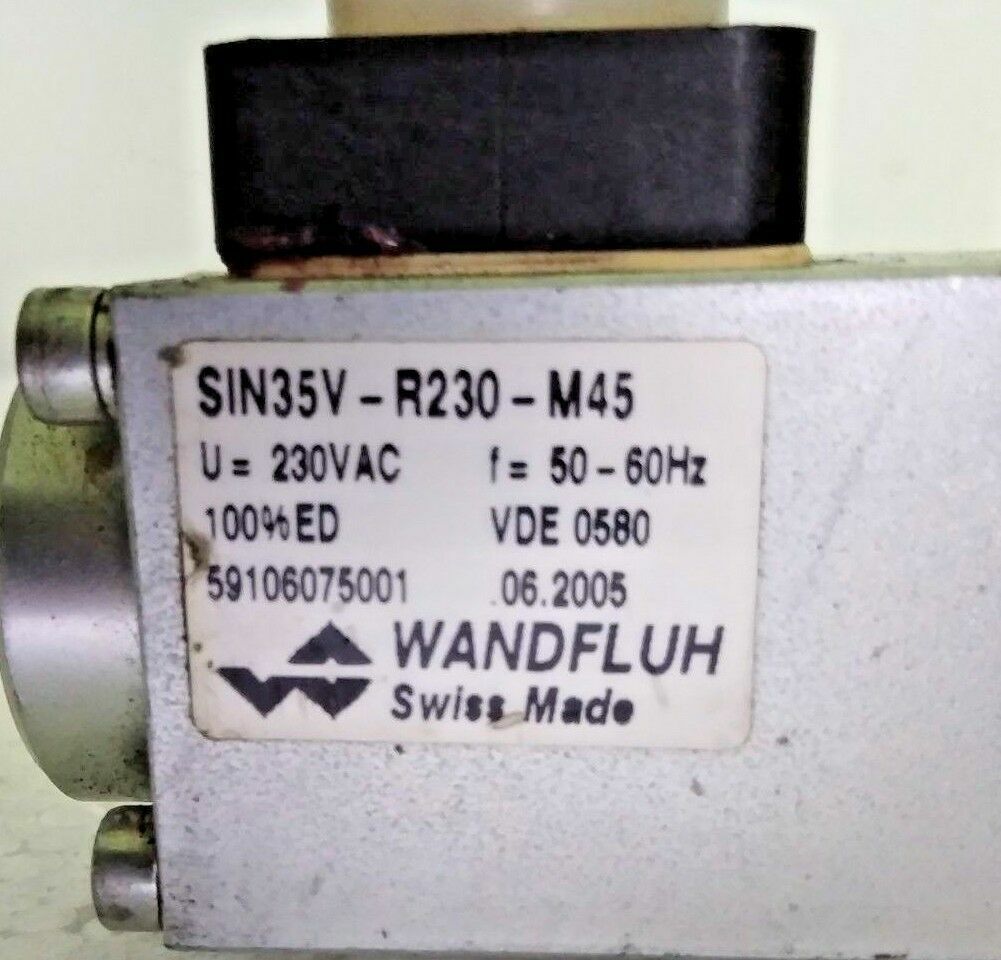 SIN35V-R230-M45
U= 230VAC f= 50-60Hz
100%ED VDE 0580
59106075001 .06.2005
WANDFLUH
Swiss Made